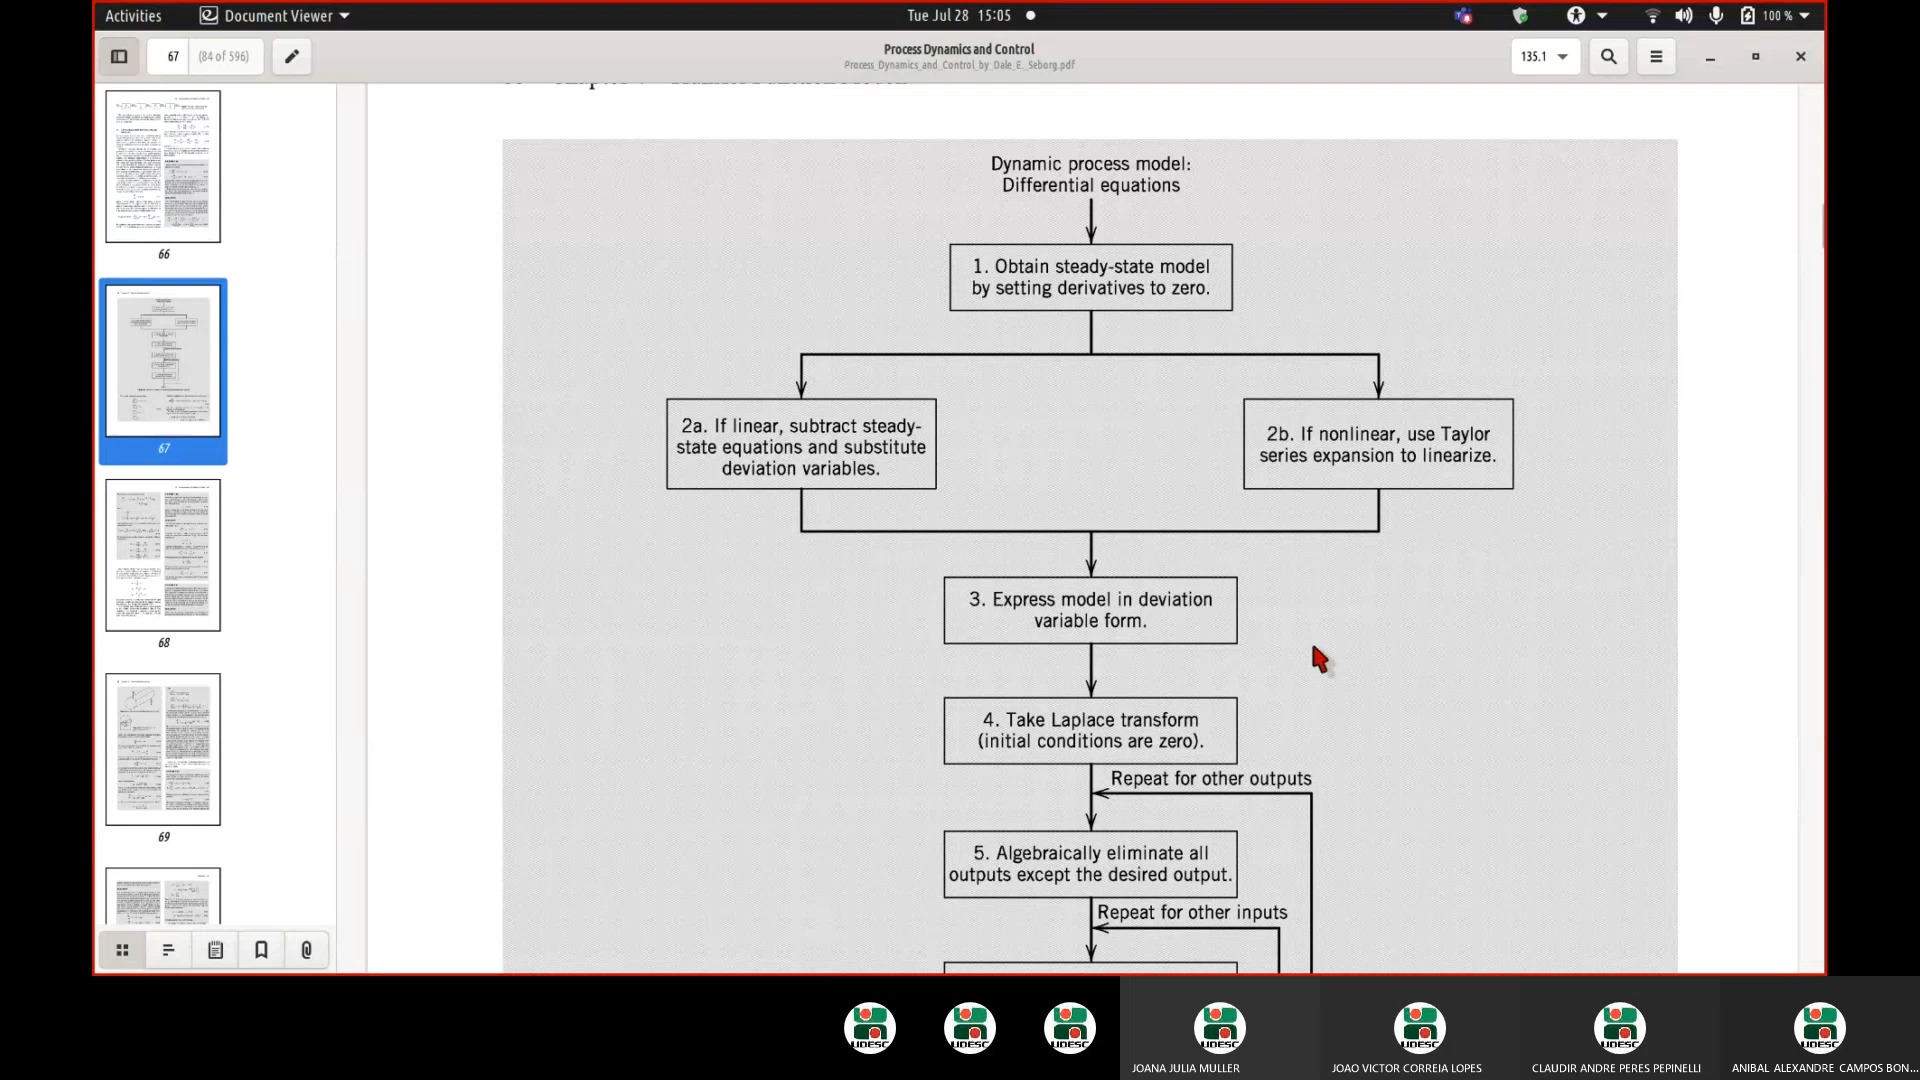 Activities
Document Viewer
Tue Jul 28 15:05
100 %
67
(84 of 596)
Process Dynamics and Control
Process_Dynamics_and_Control_by_Dale_E._Seborg.pdf
135.1
66
67
68
69
Dynamic process model:
Differential equations
1. Obtain steady-state model
by setting derivatives to zero.
2a. If linear, subtract steady-
state equations and substitute
deviation variables.
2b. If nonlinear, use Taylor
series expansion to linearize.
3. Express model in deviation
variable form.
4. Take Laplace transform
(initial conditions are zero).
Repeat for other outputs
5. Algebraically eliminate all
outputs except the desired output.
Repeat for other inputs
UDESC
UDESC
UDESC
UDESC
UDESC
UDESC
UDESC
JOANA JULIA MULLER
JOAO VICTOR CORREIA LOPES
CLAUDIR ANDRE PERES PEPINELLI
ANIBAL ALEXANDRE CAMPOS BON...